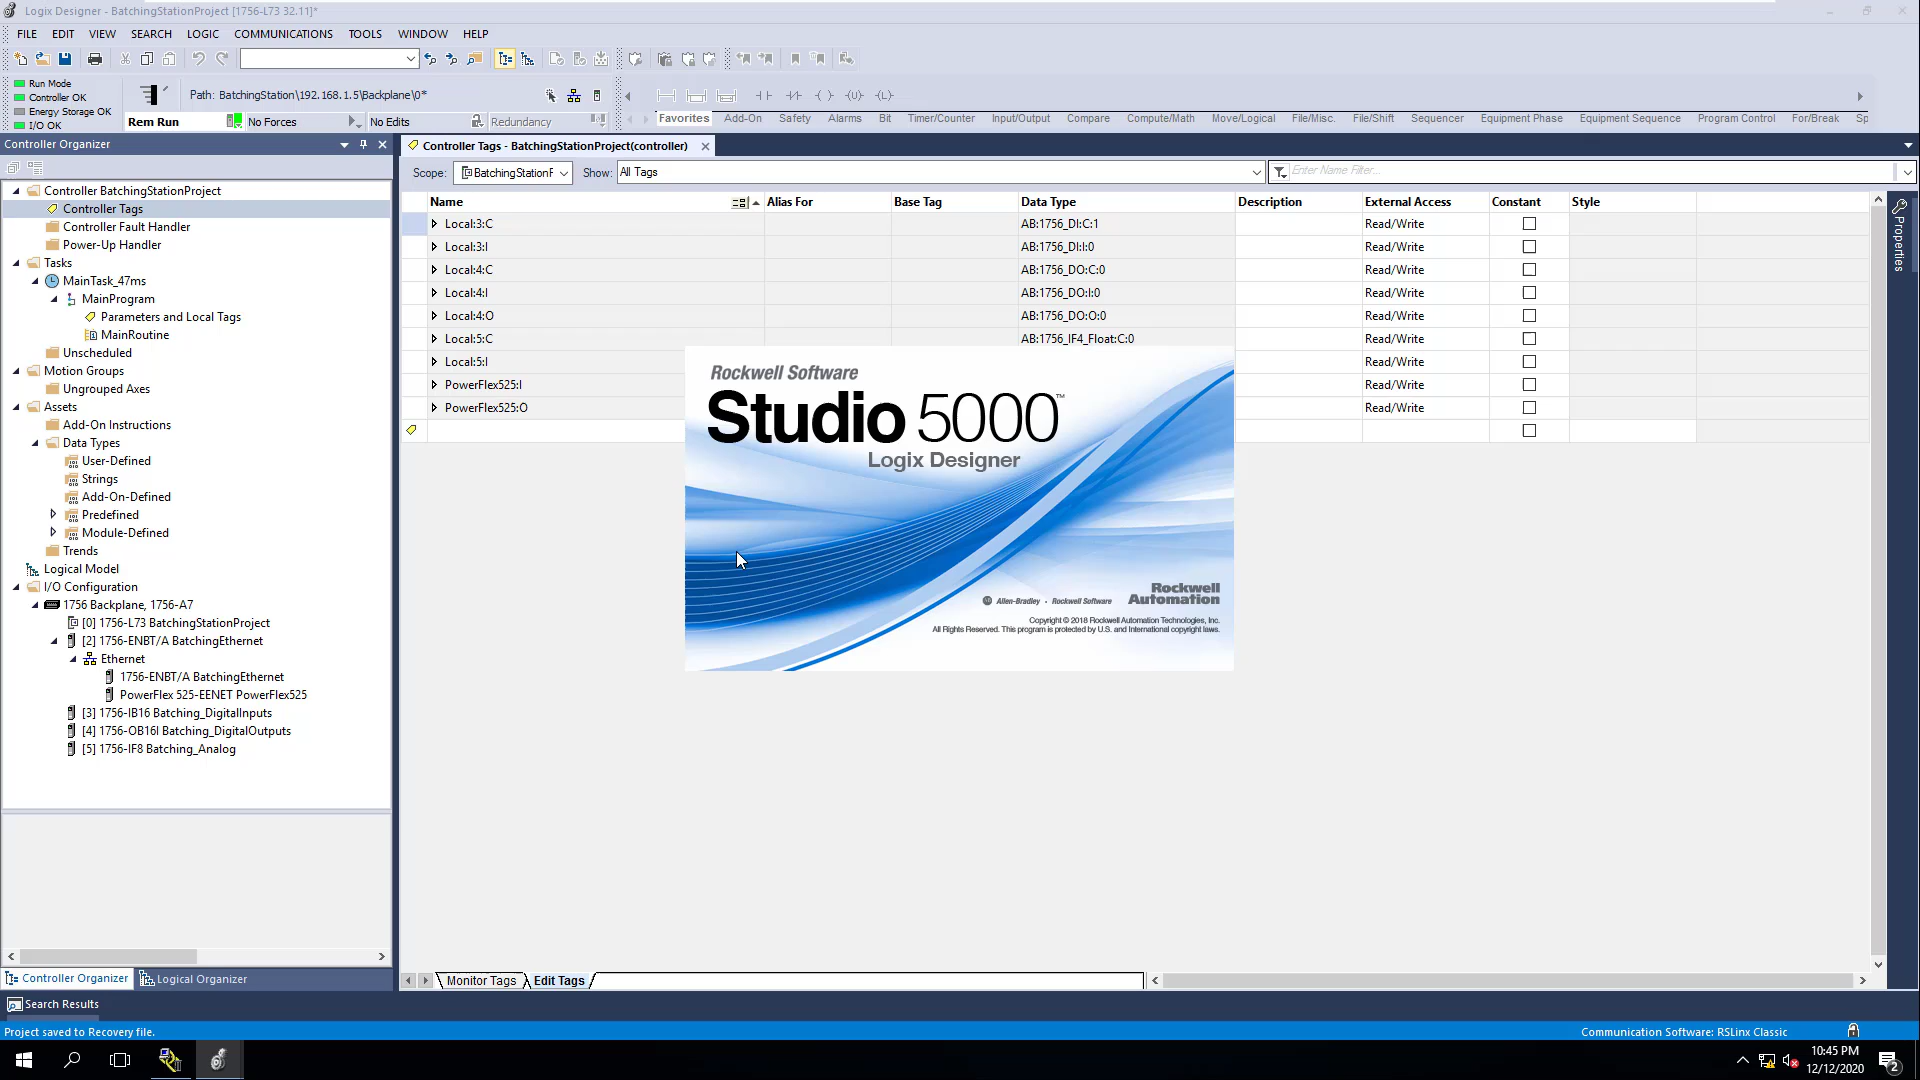 Logix Designer - BatchingStationProject [1756-L73 32.11]*
FILE EDIT VIEW SEARCH LOGIC COMMUNICATIONS TOOLS WINDOW HELP
Run Mode
Controller OK
Energy Storage OK
I/O OK
Path: BatchingStation\192.168.1.5\Backplane\0*
Rem Run No Forces No Edits Redundancy
Favorites Add-On Safety Alarms Bit Timer/Counter Input/Output Compare Compute/Math Move/Logical File/Misc. File/Shift Sequencer Equipment Phase Equipment Sequence Program Control For/Break Sp
Controller Organizer
Controller BatchingStationProject
Controller Tags
Controller Fault Handler
Power-Up Handler
Tasks
MainTask_47ms
MainProgram
Parameters and Local Tags
MainRoutine
Unscheduled
Motion Groups
Ungrouped Axes
Assets
Add-On Instructions
Data Types
User-Defined
Strings
Add-On-Defined
Predefined
Module-Defined
Trends
Logical Model
I/O Configuration
1756 Backplane, 1756-A7
[0] 1756-L73 BatchingStationProject
[2] 1756-ENBT/A BatchingEthernet
Ethernet
1756-ENBT/A BatchingEthernet
PowerFlex 525-EENET PowerFlex525
[3] 1756-IB16 Batching_DigitalInputs
[4] 1756-OB16I Batching_DigitalOutputs
[5] 1756-IF8 Batching_Analog
Controller Organizer Logical Organizer
Controller Tags - BatchingStationProject(controller)
Scope: BatchingStationF Show: All Tags Enter Name Filter...
Name Alias For Base Tag Data Type Description External Access Constant Style
Local:3:C AB:1756_DI:C:1 Read/Write
Local:3:I AB:1756_DI:I:0 Read/Write
Local:4:C AB:1756_DO:C:0 Read/Write
Local:4:I AB:1756_DO:I:0 Read/Write
Local:4:O AB:1756_DO:O:0 Read/Write
Local:5:C AB:1756_IF4_Float:C:0 Read/Write
Local:5:I Read/Write
PowerFlex525:I Read/Write
PowerFlex525:O Read/Write
Properties
Rockwell Software
Studio 5000™
Logix Designer
Allen-Bradley • Rockwell Software Rockwell Automation
Copyright © 2018 Rockwell Automation Technologies, Inc.
All Rights Reserved. This program is protected by U.S. and International copyright laws.
Monitor Tags Edit Tags
Search Results
Project saved to Recovery file.
Communication Software: RSLinx Classic
10:45 PM
12/12/2020
2